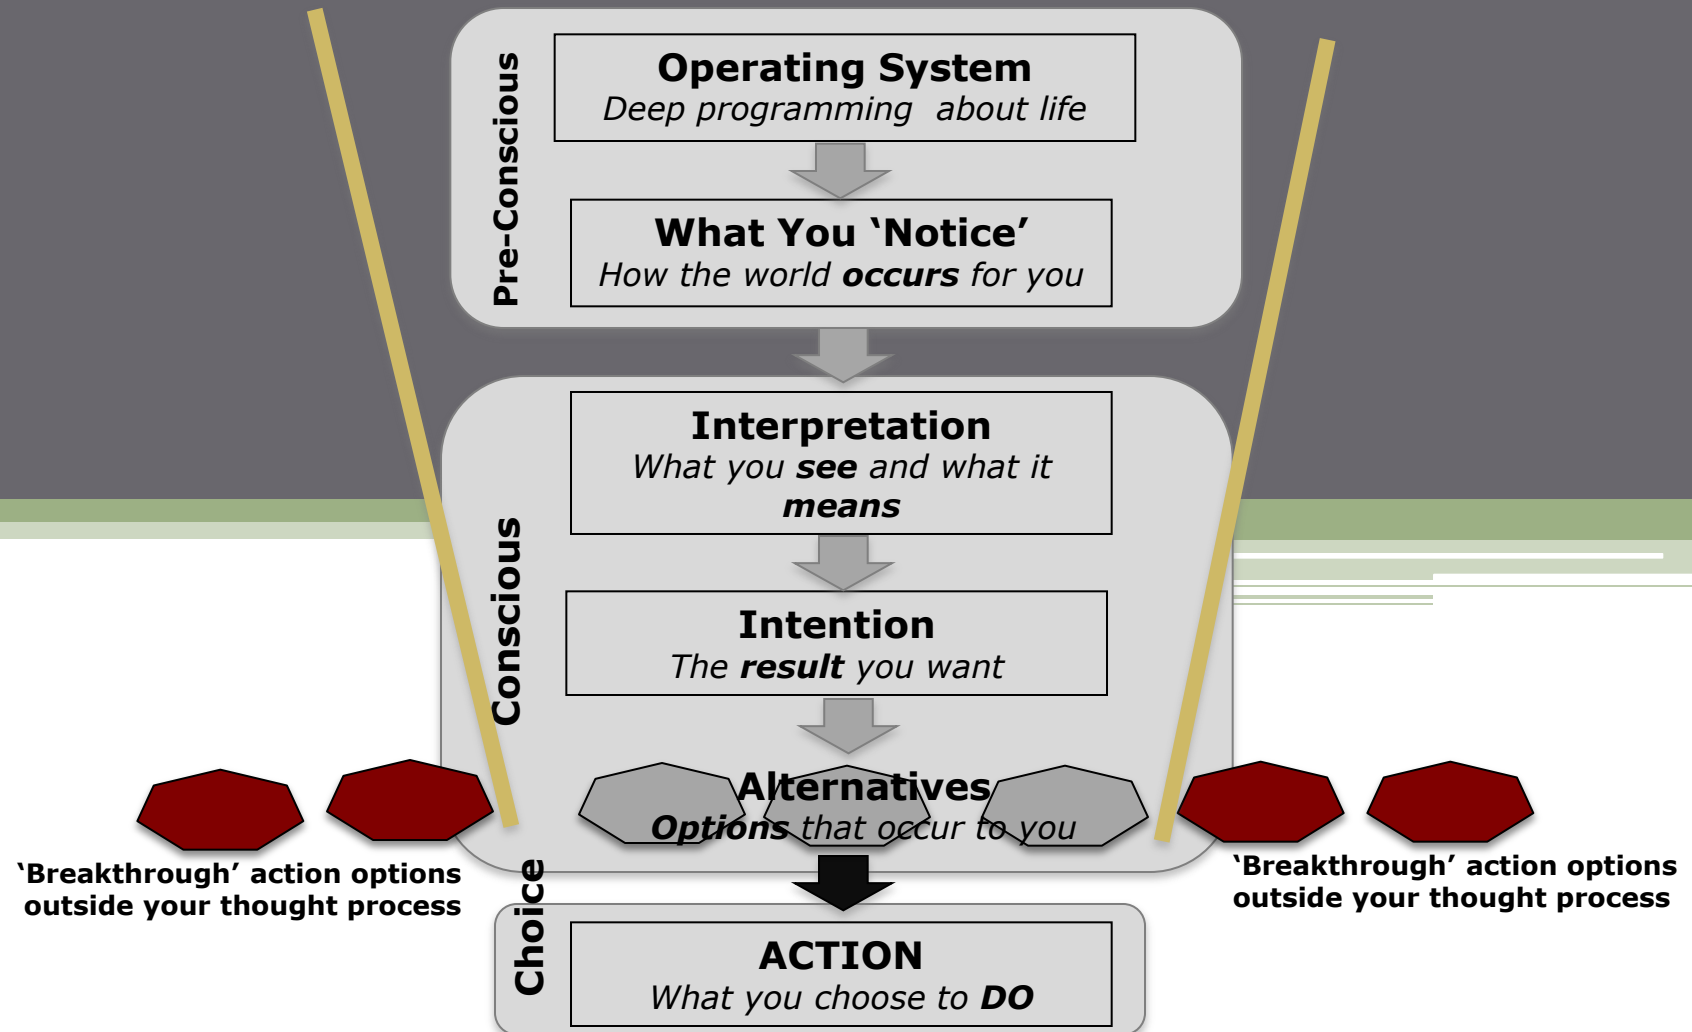 Pre-Conscious
Operating System
Deep programming  about life
What You ‘Notice’
How the world occurs for you
Conscious
Interpretation
What you see and what it
means
Intention
The result you want
Alternatives
Options that occur to you
‘Breakthrough’ action options
outside your thought process
‘Breakthrough’ action options
outside your thought process
Choice
ACTION
What you choose to DO